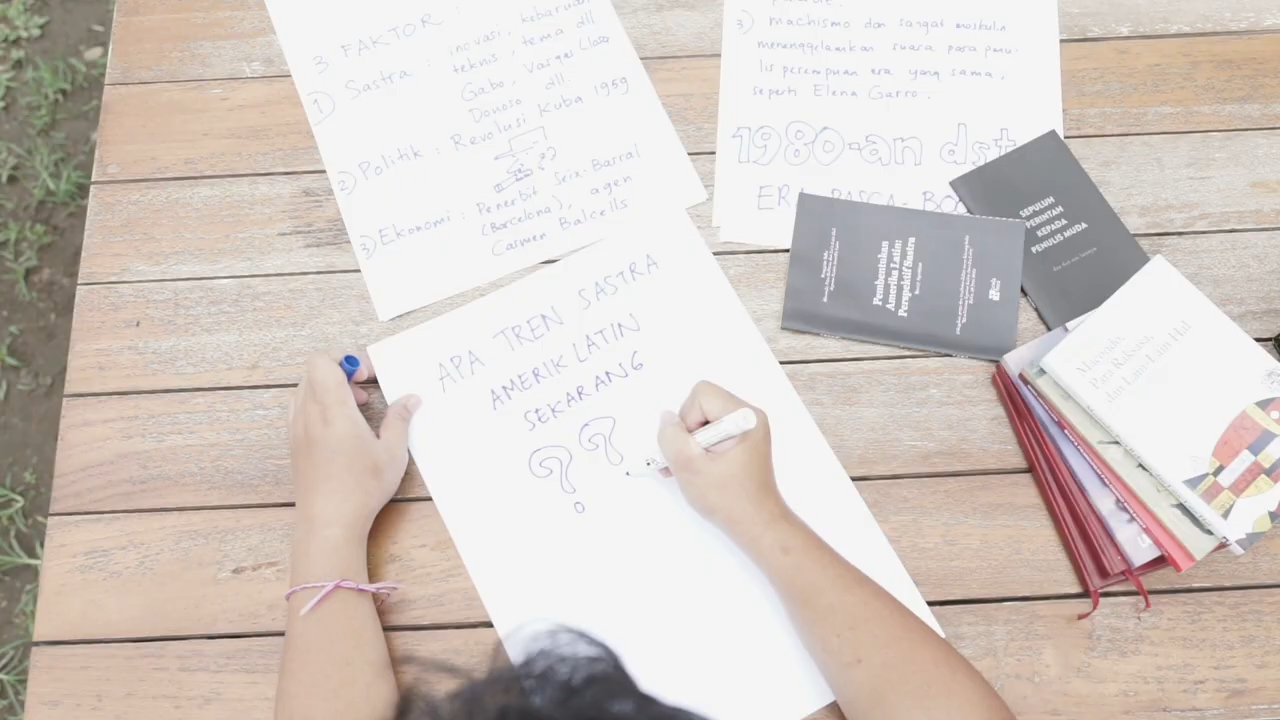 3. FAKTOR :
1) Sastra : inovasi, kebaruan
teknis, tema dll
Gabo, Vargas Llosa
Donoso dll.
2) Politik : Revolusi Kuba 1959
3) Ekonomi : Penerbit Seix-Barral
(Barcelona), agen
Carmen Balcells
3) machismo dan sangat maskulin
menenggelamkan suara para penu-
lis perempuan era yang sama,
seperti Elena Garro.
1980-an dst
ERA PASCA-BOO
APA TREN SASTRA
AMERIK LATIN
SEKARANG
??
Pembentukan
Amerika Latin:
Perspektif Sastra
SEPULUH
PERINTAH
KEPADA
PENULIS MUDA
Macondo,
Para Raksasa,
dan Lain-Lain Hal